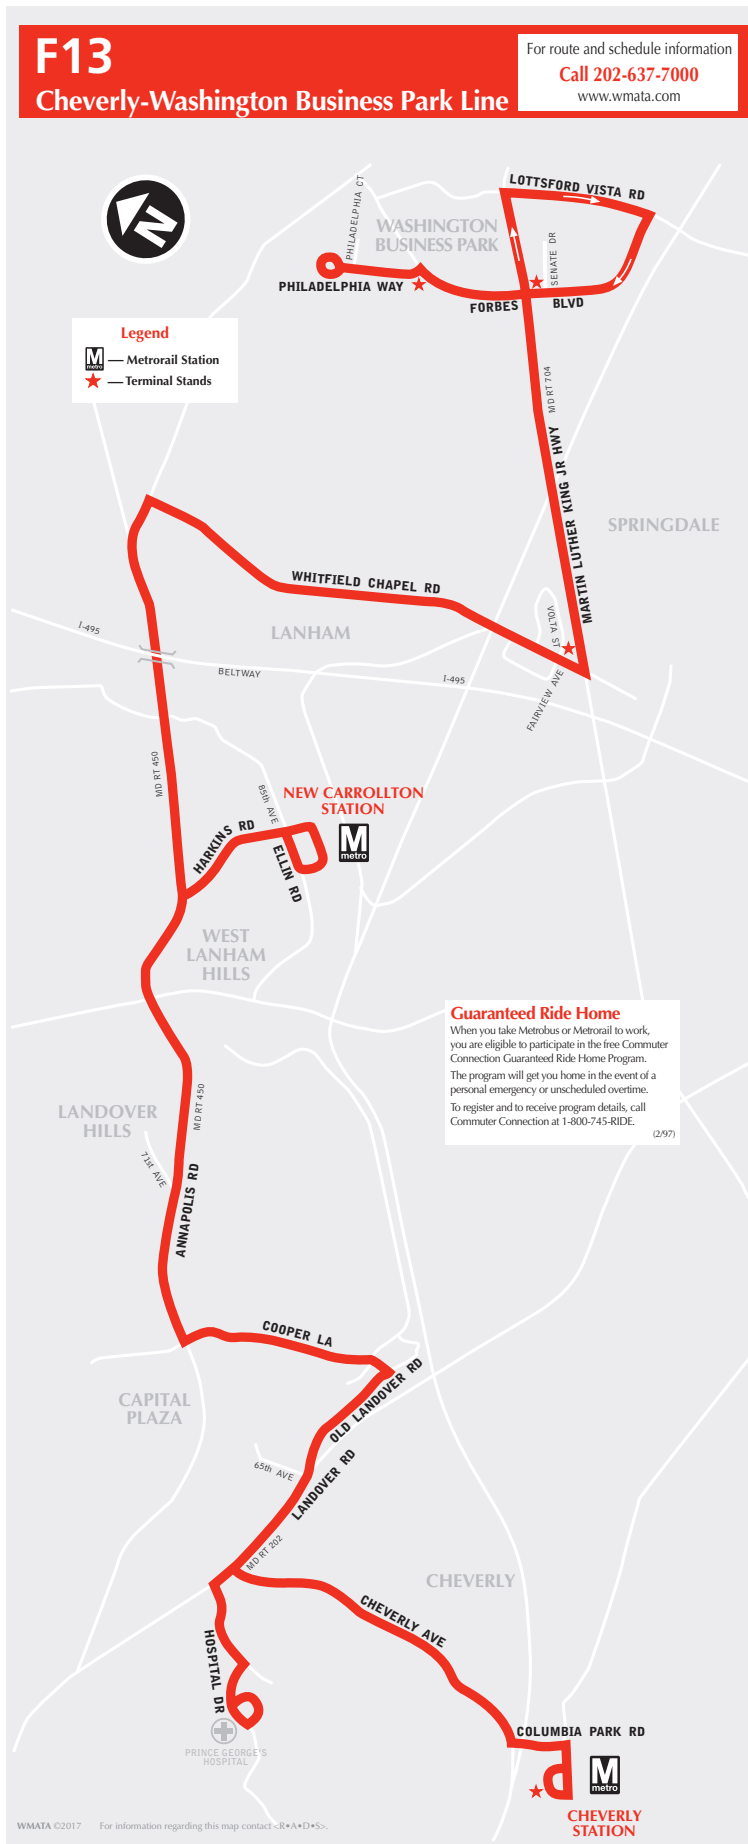 F13
Cheverly-Washington Business Park Line
For route and schedule information
Call 202-637-7000
www.wmata.com
N
LOTTSFORD VISTA RD
PHILADELPHIA CT
WASHINGTON
BUSINESS PARK
SENATE DR
PHILADELPHIA WAY
FORBES BLVD
Legend
M
metro
— Metrorail Station
— Terminal Stands
MD RT 704
MARTIN LUTHER KING JR HWY
SPRINGDALE
WHITFIELD CHAPEL RD
VOLTA ST
LANHAM
I-495
BELTWAY
I-495
FAIRVIEW AVE
MD RT 450
85th AVE
NEW CARROLLTON
STATION
M
metro
HARKINS RD
ELLIN RD
WEST
LANHAM
HILLS
Guaranteed Ride Home
When you take Metrobus or Metrorail to work,
you are eligible to participate in the free Commuter
Connection Guaranteed Ride Home Program.
The program will get you home in the event of a
personal emergency or unscheduled overtime.
To register and to receive program details, call
Commuter Connection at 1-800-745-RIDE.
(2/97)
MD RT 450
LANDOVER
HILLS
71st AVE
ANNAPOLIS RD
COOPER LA
CAPITAL
PLAZA
OLD LANDOVER RD
65th AVE
LANDOVER RD
MD RT 202
CHEVERLY
CHEVERLY AVE
HOSPITAL DR
PRINCE GEORGE'S
HOSPITAL
COLUMBIA PARK RD
M
metro
CHEVERLY
STATION
WMATA ©2017 For information regarding this map contact <R•A•D•S>.